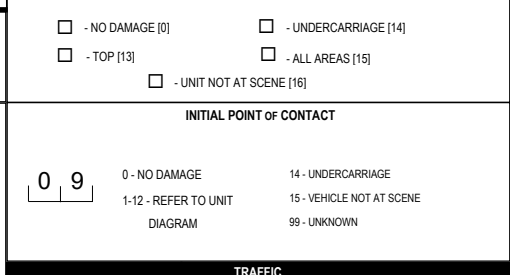 - NO DAMAGE [0] - UNDERCARRIAGE [14]
- TOP [13] - ALL AREAS [15]
- UNIT NOT AT SCENE [16]
INITIAL POINT OF CONTACT
0 9
0 - NO DAMAGE 14 - UNDERCARRIAGE
1-12 - REFER TO UNIT 15 - VEHICLE NOT AT SCENE
DIAGRAM 99 - UNKNOWN
TRAFFIC